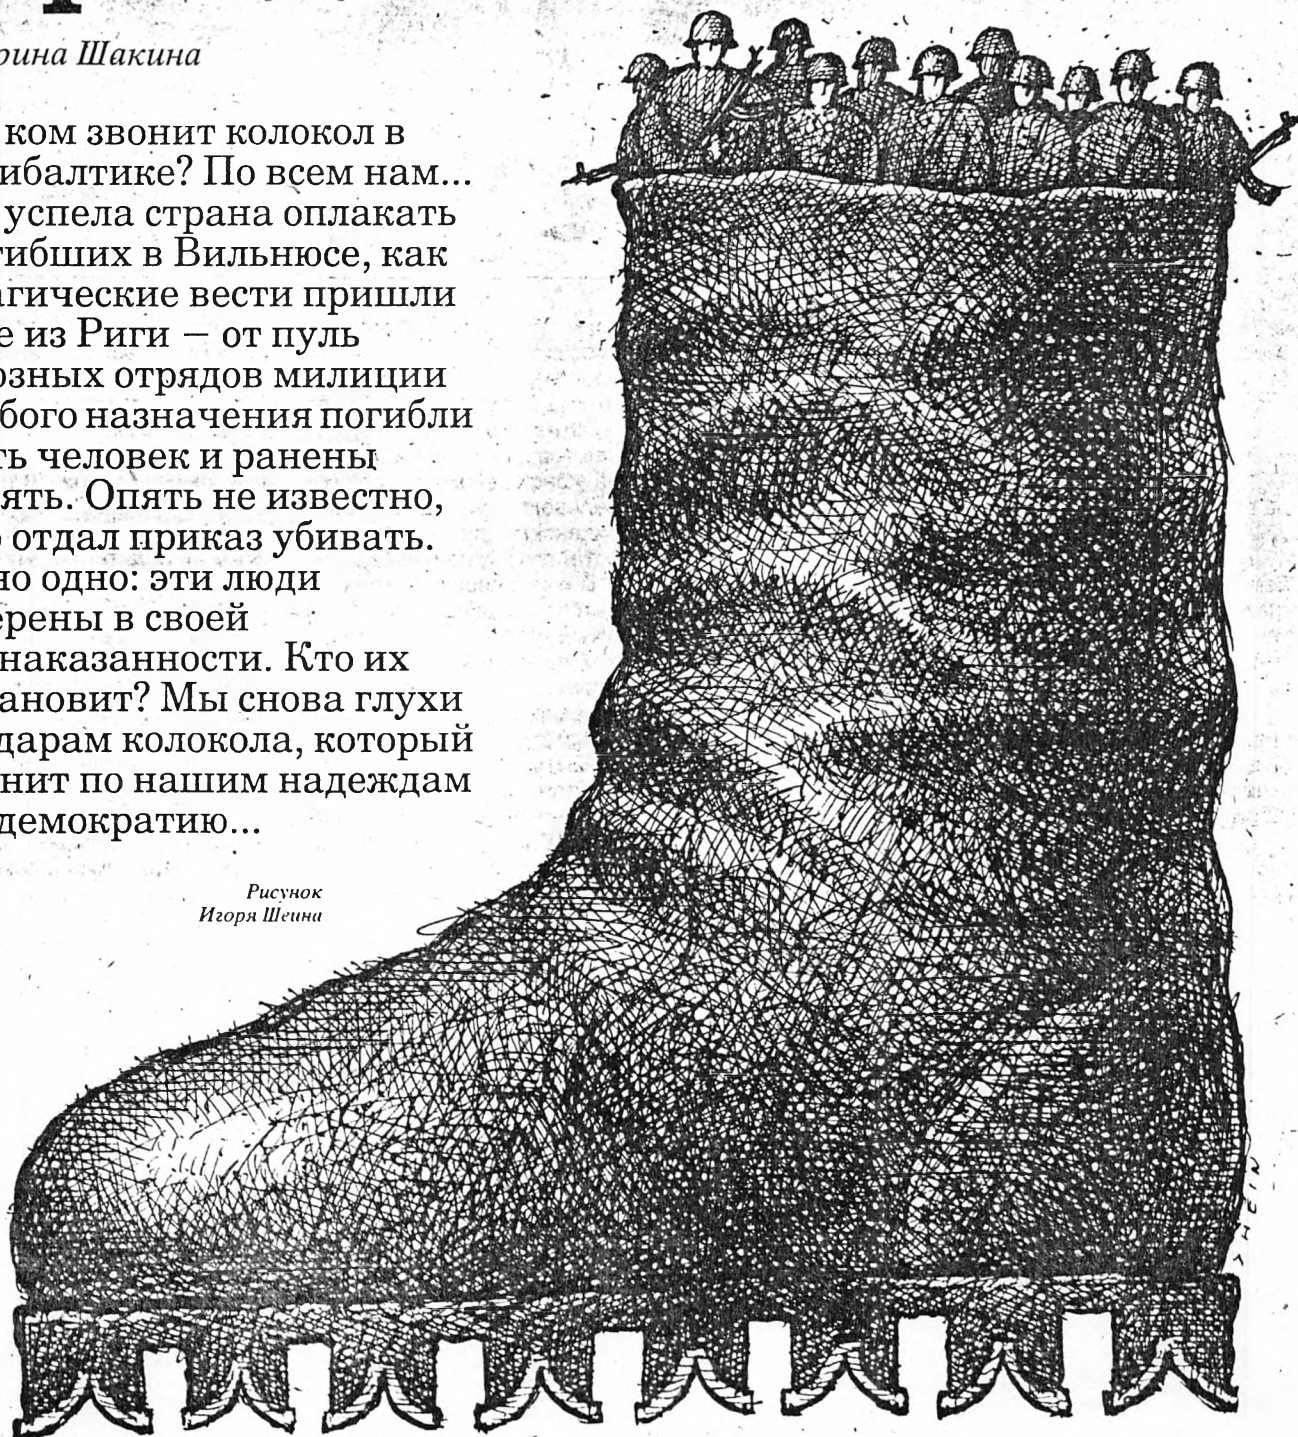 рина Шакина
ком звонит колокол в
ибалтике? По всем нам...
успела страна оплакать
гибших в Вильнюсе, как
агические вести пришли
е из Риги – от пуль
озных отрядов милиции
бого назначения погибли
ть человек и ранены
ять. Опять не известно,
о отдал приказ убивать.
но одно: эти люди
ерены в своей
наказанности. Кто их
ановит? Мы снова глухи
дарам колокола, который
нит по нашим надеждам
демократию...
Рисунок
Игоря Шеина
SHEIN